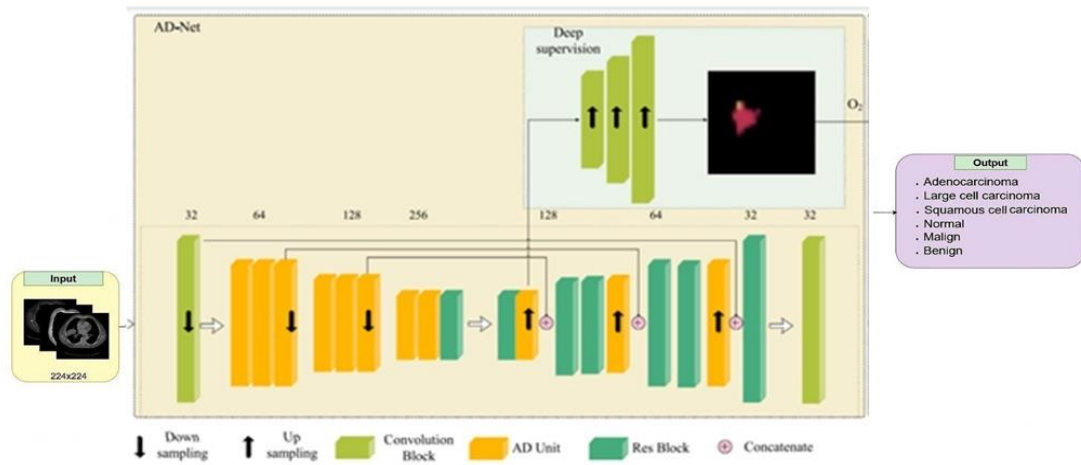 AD-Net
Deep
supervision
O2
32 64 128 256 128 64 32 32
Input
224x224
Output
. Adenocarcinoma
. Large cell carcinoma
. Squamous cell carcinoma
. Normal
. Malign
. Benign
Down
sampling
Up
sampling
Convolution
Block
AD Unit
Res Block
Concatenate